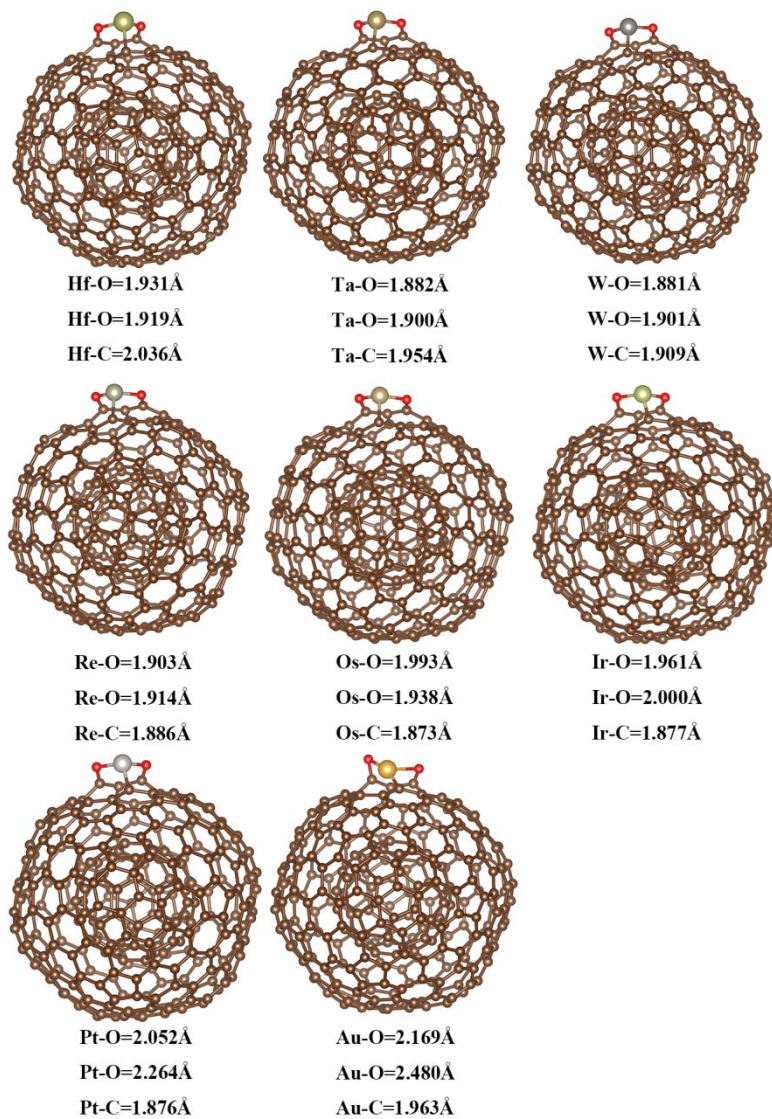 Hf-O=1.931Å
Hf-O=1.919Å
Hf-C=2.036Å
Ta-O=1.882Å
Ta-O=1.900Å
Ta-C=1.954Å
W-O=1.881Å
W-O=1.901Å
W-C=1.909Å
Re-O=1.903Å
Re-O=1.914Å
Re-C=1.886Å
Os-O=1.993Å
Os-O=1.938Å
Os-C=1.873Å
Ir-O=1.961Å
Ir-O=2.000Å
Ir-C=1.877Å
Pt-O=2.052Å
Pt-O=2.264Å
Pt-C=1.876Å
Au-O=2.169Å
Au-O=2.480Å
Au-C=1.963Å